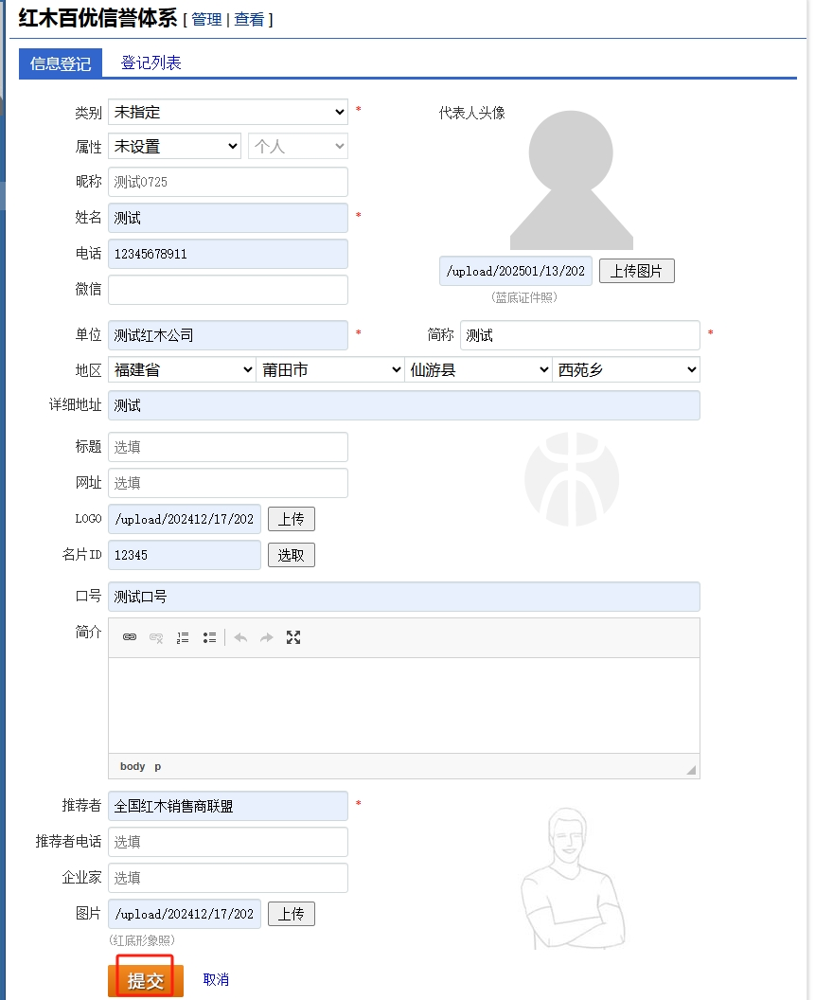 红木百优信誉体系 [ 管理 | 查看 ]
信息登记 登记列表
类别 未指定 * 代表人头像
属性 未设置 个人
昵称 测试0725
姓名 测试 *
电话 12345678911
/upload/202501/13/202 上传图片
微信 (蓝底证件照)
单位 测试红木公司 * 简称 测试 *
地区 福建省 莆田市 仙游县 西苑乡
详细地址 测试
标题 选填
网址 选填
LOGO /upload/202412/17/202 上传
名片ID 12345 选取
口号 测试口号
简介
body p
推荐者 全国红木销售商联盟 *
推荐者电话 选填
企业家 选填
图片 /upload/202412/17/202 上传
(红底形象照)
提交 取消